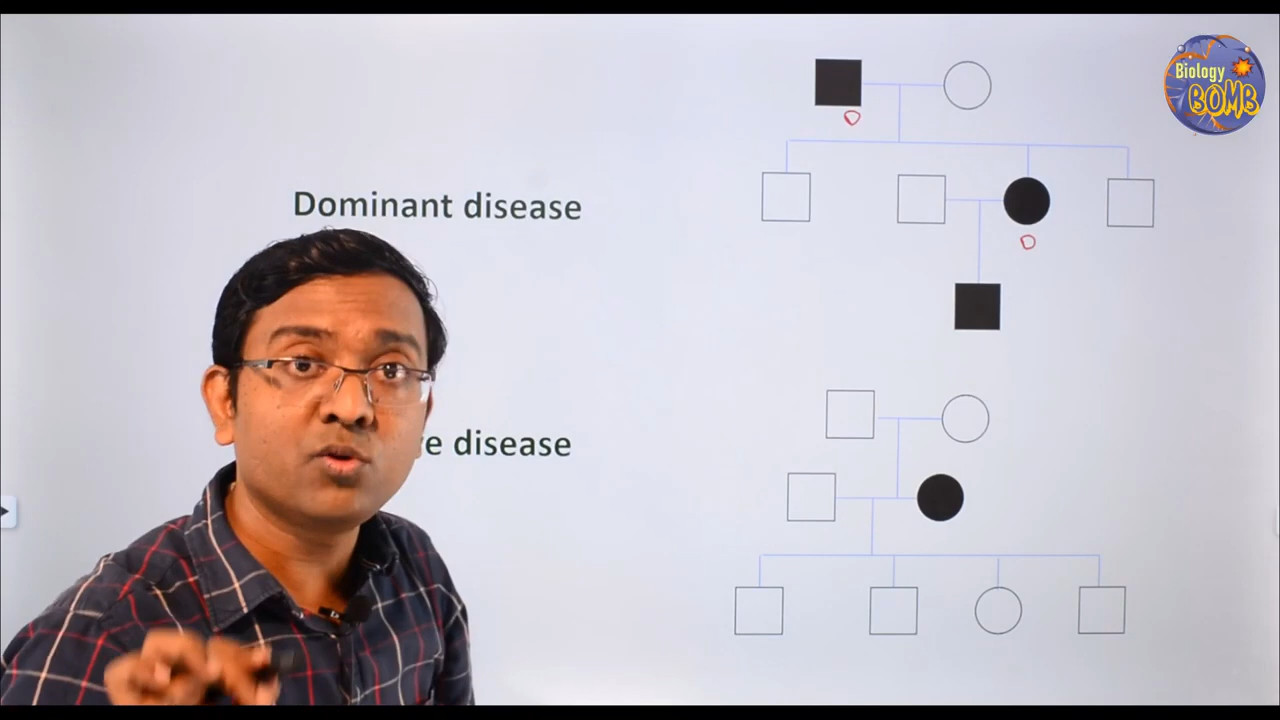 Biology
BOMB
Dominant disease
e disease
D
D